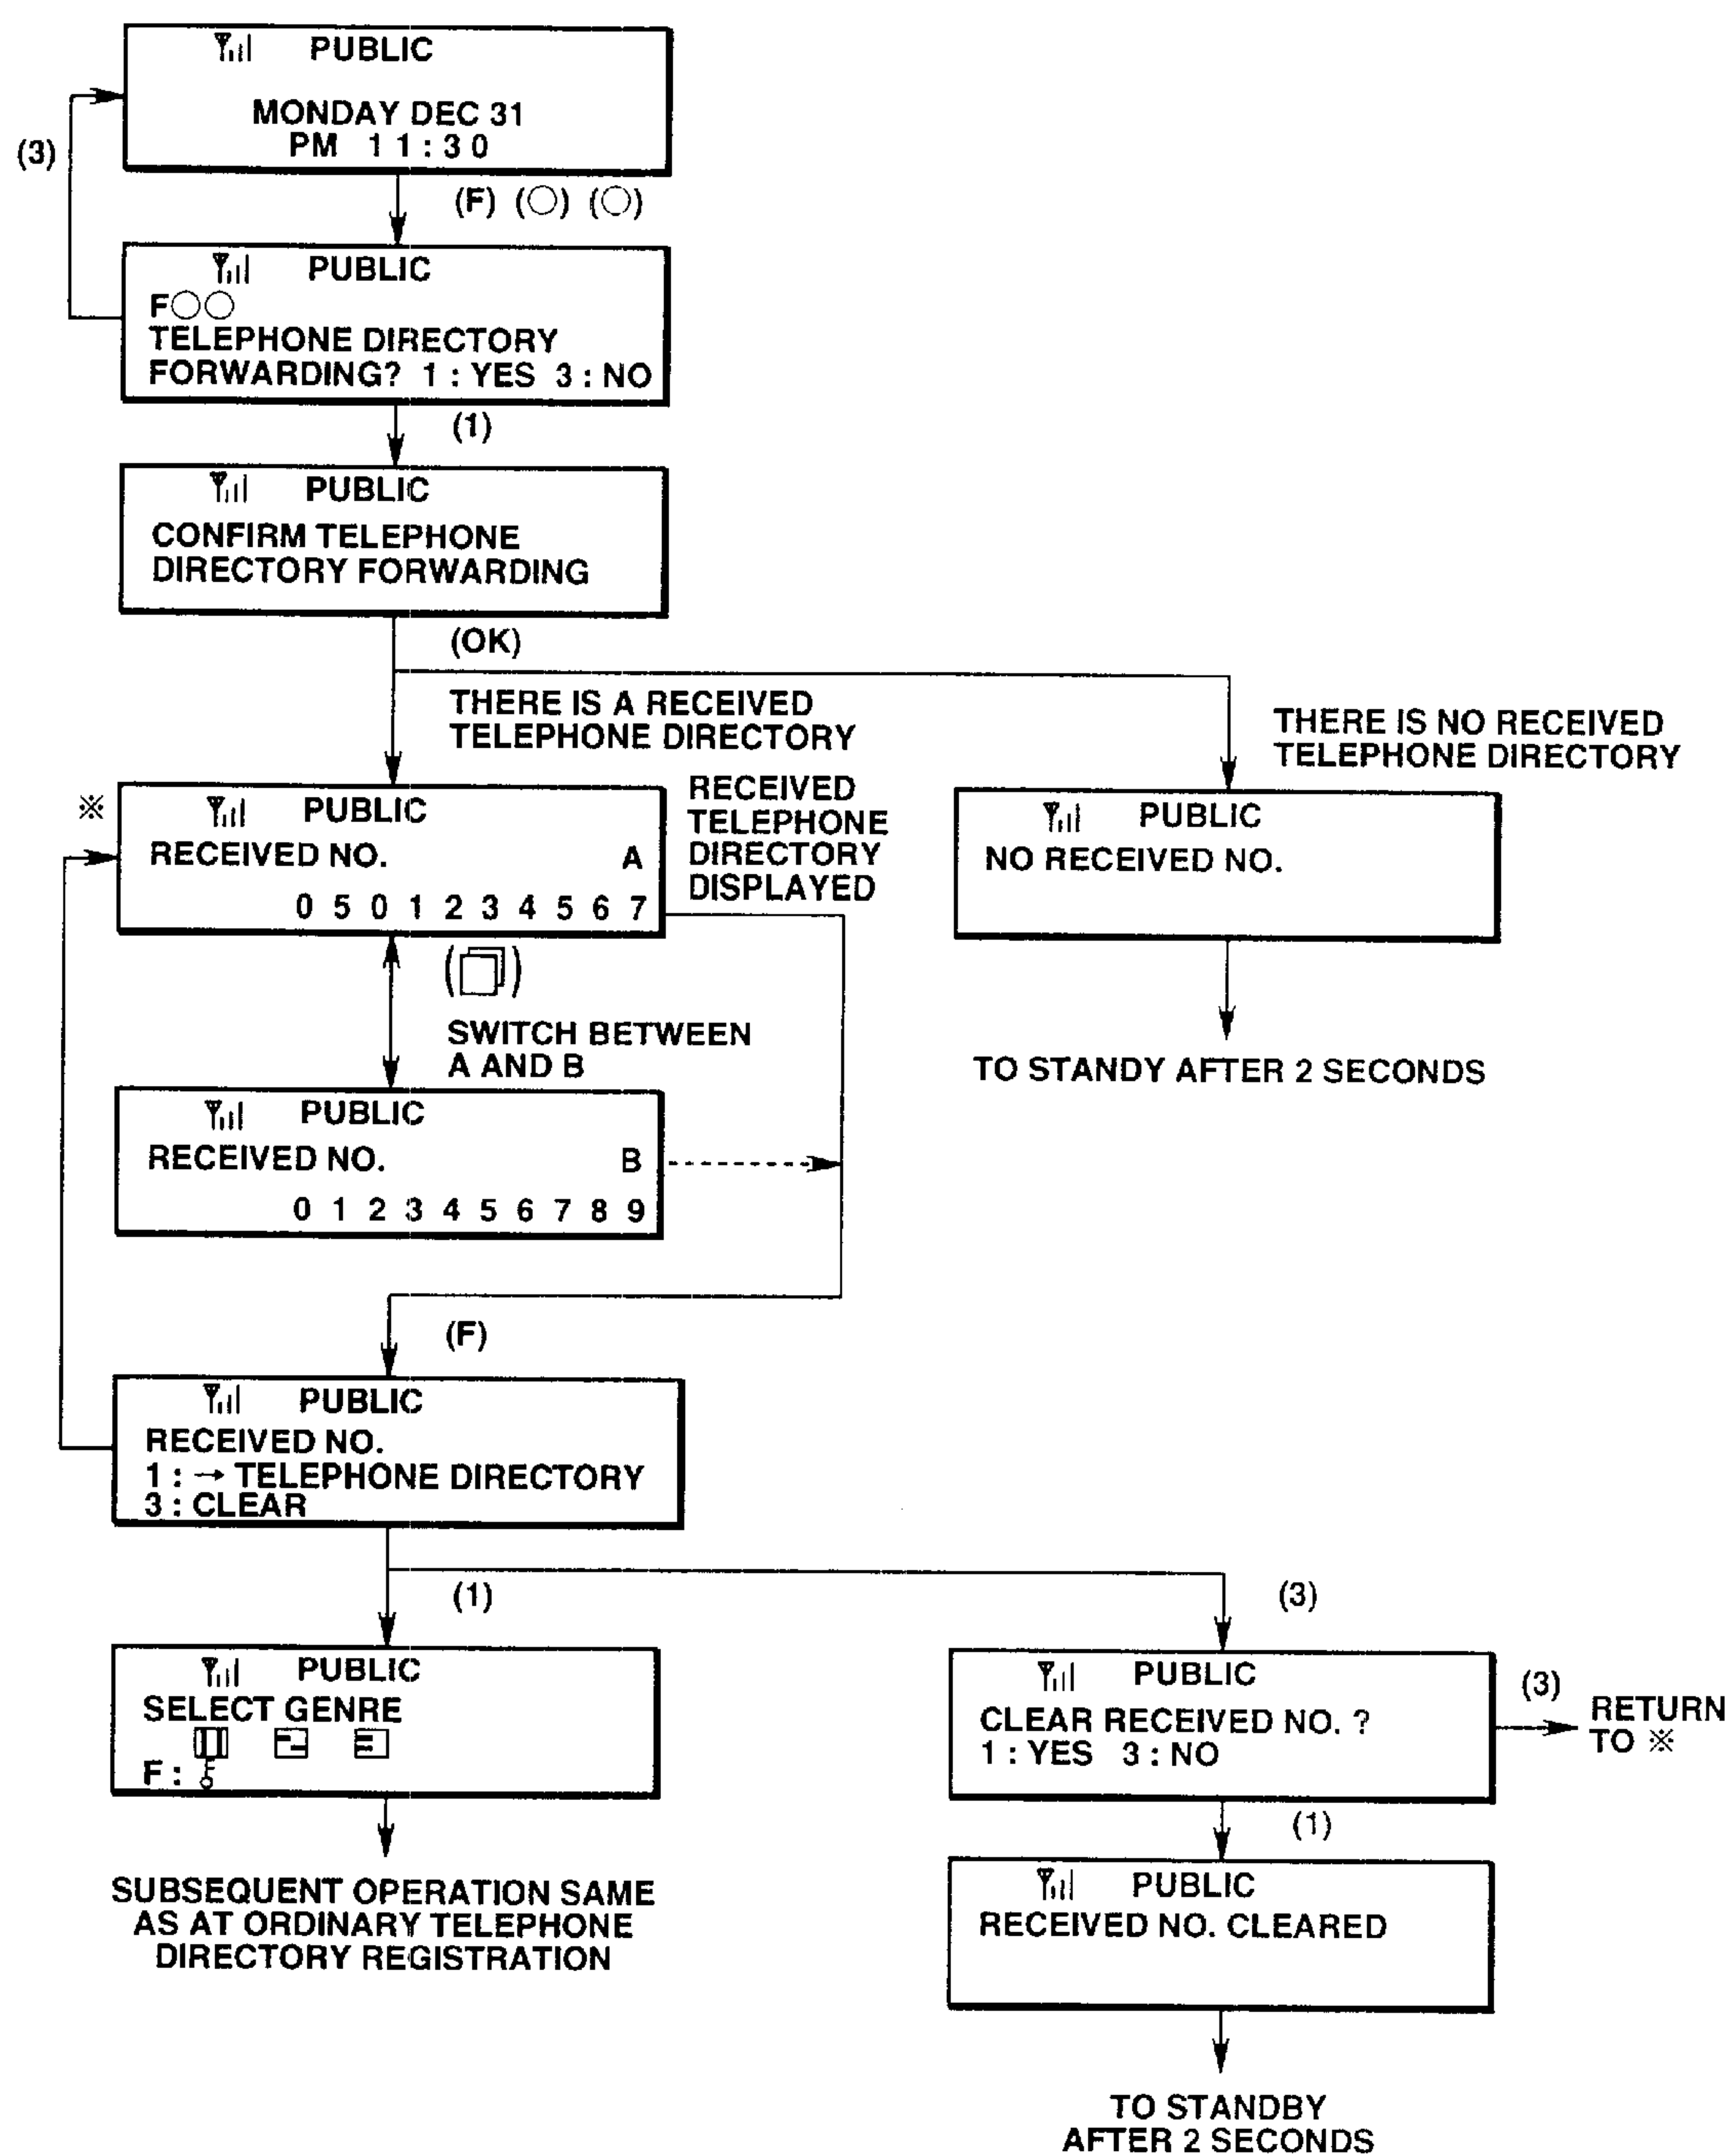 PUBLIC
MONDAY DEC 31
PM 11:30
(3)
(F) (○) (○)
PUBLIC
F○○
TELEPHONE DIRECTORY
FORWARDING? 1 : YES 3 : NO
(1)
PUBLIC
CONFIRM TELEPHONE
DIRECTORY FORWARDING
(OK)
THERE IS A RECEIVED
TELEPHONE DIRECTORY
THERE IS NO RECEIVED
TELEPHONE DIRECTORY
※
PUBLIC
RECEIVED NO. A
0 5 0 1 2 3 4 5 6 7
RECEIVED
TELEPHONE
DIRECTORY
DISPLAYED
PUBLIC
NO RECEIVED NO.
TO STANDY AFTER 2 SECONDS
SWITCH BETWEEN
A AND B
PUBLIC
RECEIVED NO. B
0 1 2 3 4 5 6 7 8 9
(F)
PUBLIC
RECEIVED NO.
1 : → TELEPHONE DIRECTORY
3 : CLEAR
(1)
(3)
PUBLIC
SELECT GENRE
F :
SUBSEQUENT OPERATION SAME
AS AT ORDINARY TELEPHONE
DIRECTORY REGISTRATION
PUBLIC
CLEAR RECEIVED NO. ?
1 : YES 3 : NO
(3)
RETURN
TO ※
(1)
PUBLIC
RECEIVED NO. CLEARED
TO STANDBY
AFTER 2 SECONDS